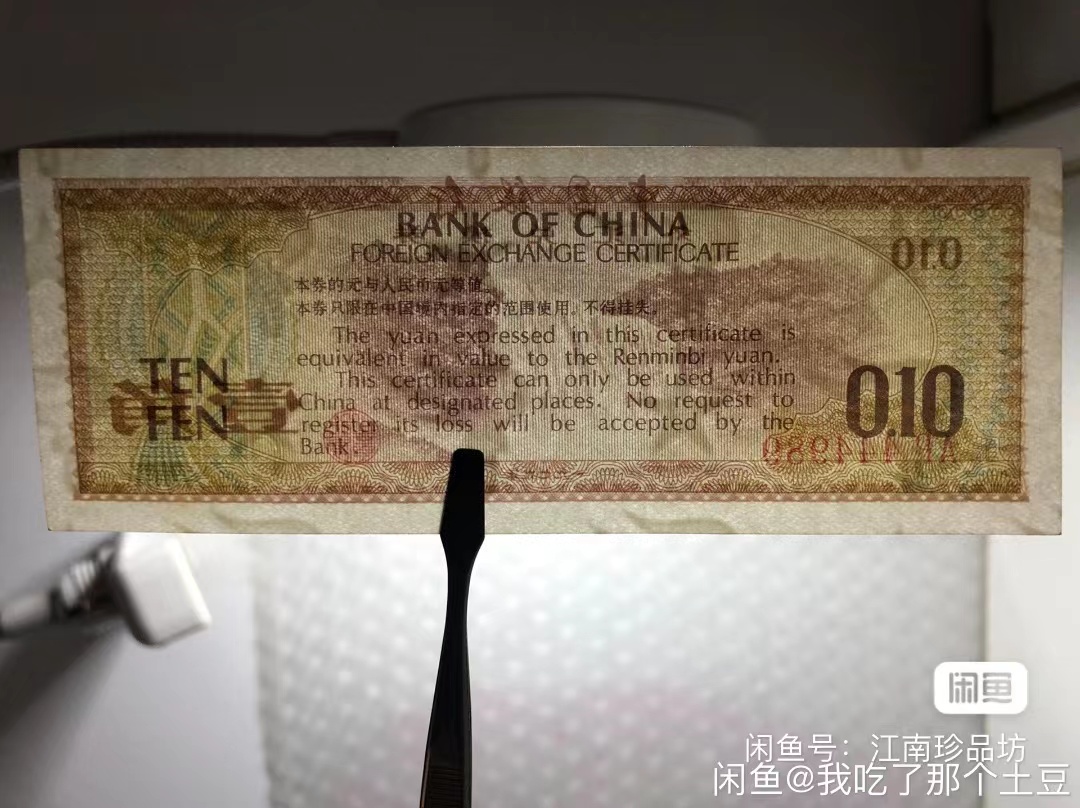 BANK OF CHINA
FOREIGN EXCHANGE CERTIFICATE
0.10
本券的元与人民币元等值。
本券只限在中国境内指定的范围使用。不得挂失。
The yuan expressed in this certificate is
equivalent in value to the Renminbi yuan.
This certificate can only be used within
China at designated places. No request to
register its loss will be accepted by the
Bank.
TEN
FEN
0.10
闲鱼
闲鱼号：江南珍品坊
闲鱼@我吃了那个土豆